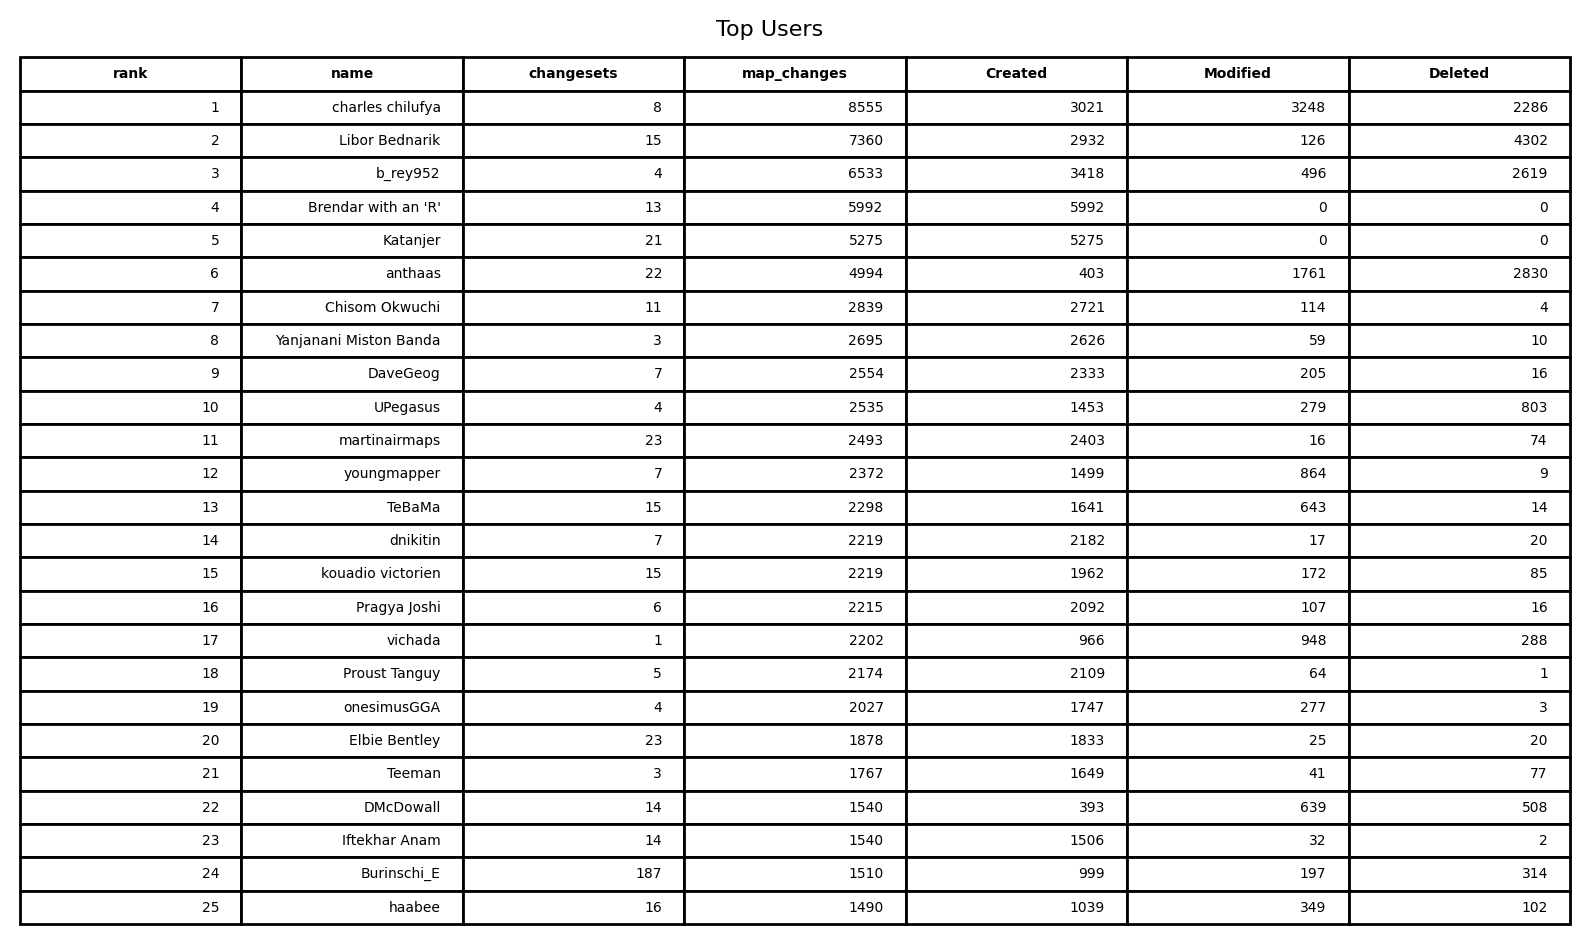 Top Users
rank name changesets map_changes Created Modified Deleted
1 charles chilufya 8 8555 3021 3248 2286
2 Libor Bednarik 15 7360 2932 126 4302
3 b_rey952 4 6533 3418 496 2619
4 Brendar with an 'R' 13 5992 5992 0 0
5 Katanjer 21 5275 5275 0 0
6 anthaas 22 4994 403 1761 2830
7 Chisom Okwuchi 11 2839 2721 114 4
8 Yanjanani Miston Banda 3 2695 2626 59 10
9 DaveGeog 7 2554 2333 205 16
10 UPegasus 4 2535 1453 279 803
11 martinairmaps 23 2493 2403 16 74
12 youngmapper 7 2372 1499 864 9
13 TeBaMa 15 2298 1641 643 14
14 dnikitin 7 2219 2182 17 20
15 kouadio victorien 15 2219 1962 172 85
16 Pragya Joshi 6 2215 2092 107 16
17 vichada 1 2202 966 948 288
18 Proust Tanguy 5 2174 2109 64 1
19 onesimusGGA 4 2027 1747 277 3
20 Elbie Bentley 23 1878 1833 25 20
21 Teeman 3 1767 1649 41 77
22 DMcDowall 14 1540 393 639 508
23 Iftekhar Anam 14 1540 1506 32 2
24 Burinschi_E 187 1510 999 197 314
25 haabee 16 1490 1039 349 102